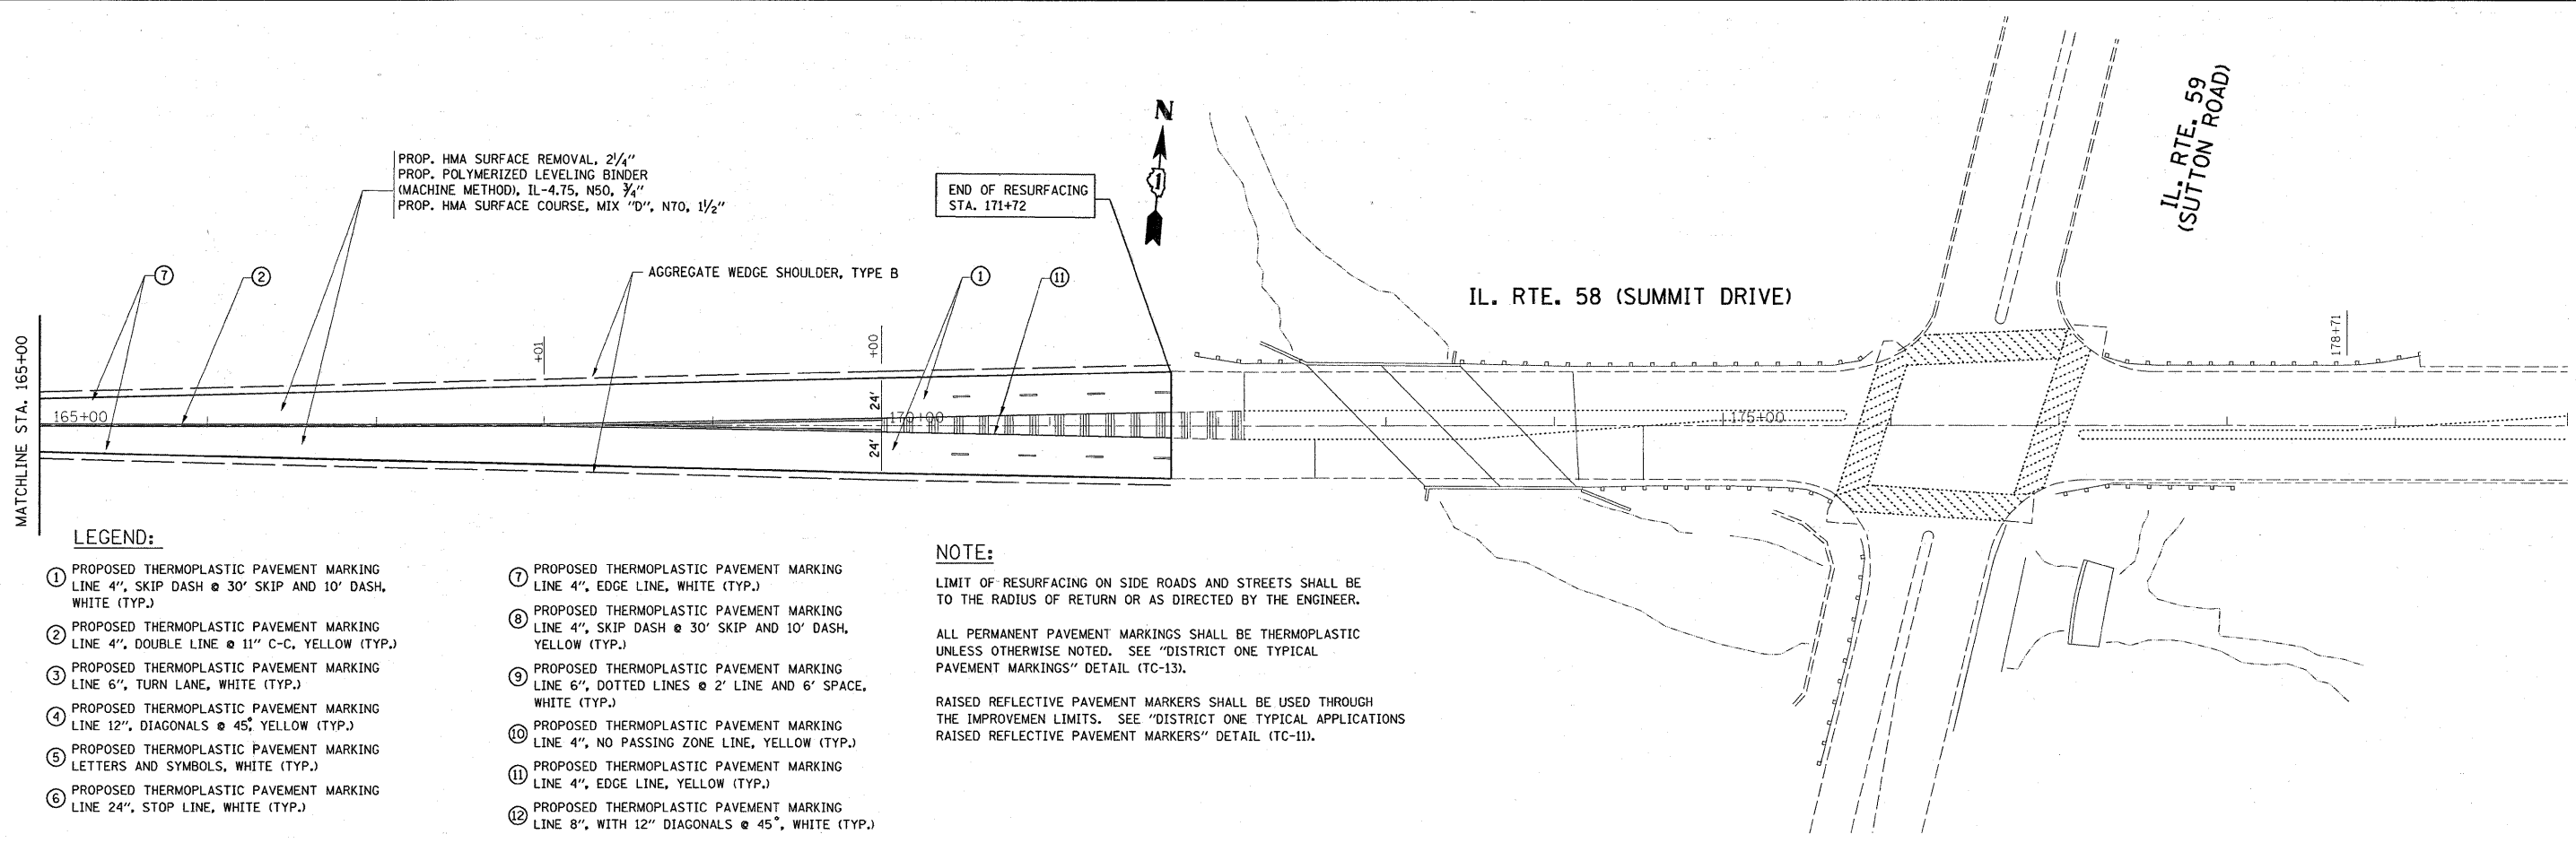 N
1
IL. RTE. 59
(SUTTON ROAD)
PROP. HMA SURFACE REMOVAL, 2 1/4"
PROP. POLYMERIZED LEVELING BINDER
(MACHINE METHOD), IL-4.75, N50, 3/4"
PROP. HMA SURFACE COURSE, MIX "D", N70, 1 1/2"
END OF RESURFACING
STA. 171+72
7
2
AGGREGATE WEDGE SHOULDER, TYPE B
1
11
IL. RTE. 58 (SUMMIT DRIVE)
MATCHLINE STA. 165+00
+01
+00
178+71
165+00
24'
24'
170+00
175+00
LEGEND:
1 PROPOSED THERMOPLASTIC PAVEMENT MARKING
LINE 4", SKIP DASH @ 30' SKIP AND 10' DASH,
WHITE (TYP.)
2 PROPOSED THERMOPLASTIC PAVEMENT MARKING
LINE 4", DOUBLE LINE @ 11" C-C, YELLOW (TYP.)
3 PROPOSED THERMOPLASTIC PAVEMENT MARKING
LINE 6", TURN LANE, WHITE (TYP.)
4 PROPOSED THERMOPLASTIC PAVEMENT MARKING
LINE 12", DIAGONALS @ 45°, YELLOW (TYP.)
5 PROPOSED THERMOPLASTIC PAVEMENT MARKING
LETTERS AND SYMBOLS, WHITE (TYP.)
6 PROPOSED THERMOPLASTIC PAVEMENT MARKING
LINE 24", STOP LINE, WHITE (TYP.)
7 PROPOSED THERMOPLASTIC PAVEMENT MARKING
LINE 4", EDGE LINE, WHITE (TYP.)
8 PROPOSED THERMOPLASTIC PAVEMENT MARKING
LINE 4", SKIP DASH @ 30' SKIP AND 10' DASH,
YELLOW (TYP.)
9 PROPOSED THERMOPLASTIC PAVEMENT MARKING
LINE 6", DOTTED LINES @ 2' LINE AND 6' SPACE,
WHITE (TYP.)
10 PROPOSED THERMOPLASTIC PAVEMENT MARKING
LINE 4", NO PASSING ZONE LINE, YELLOW (TYP.)
11 PROPOSED THERMOPLASTIC PAVEMENT MARKING
LINE 4", EDGE LINE, YELLOW (TYP.)
12 PROPOSED THERMOPLASTIC PAVEMENT MARKING
LINE 8", WITH 12" DIAGONALS @ 45°, WHITE (TYP.)
NOTE:
LIMIT OF RESURFACING ON SIDE ROADS AND STREETS SHALL BE
TO THE RADIUS OF RETURN OR AS DIRECTED BY THE ENGINEER.
ALL PERMANENT PAVEMENT MARKINGS SHALL BE THERMOPLASTIC
UNLESS OTHERWISE NOTED. SEE "DISTRICT ONE TYPICAL
PAVEMENT MARKINGS" DETAIL (TC-13).
RAISED REFLECTIVE PAVEMENT MARKERS SHALL BE USED THROUGH
THE IMPROVEMEN LIMITS. SEE "DISTRICT ONE TYPICAL APPLICATIONS
RAISED REFLECTIVE PAVEMENT MARKERS" DETAIL (TC-11).